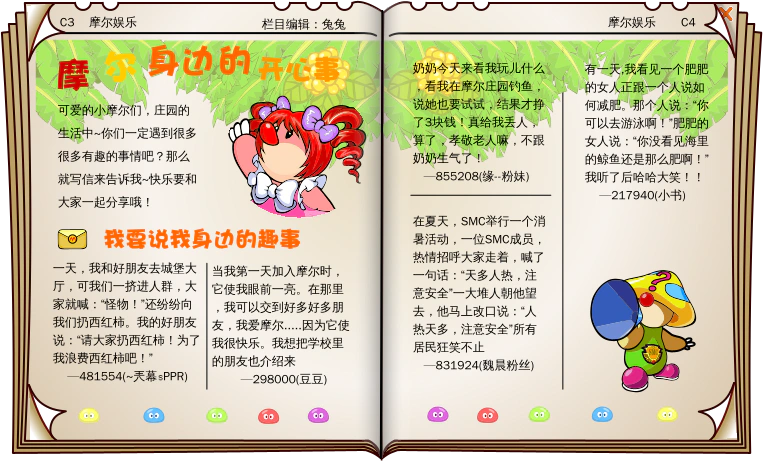 C3 摩尔娱乐
栏目编辑：兔兔
摩尔身边的开心事
可爱的小摩尔们，庄园的
生活中~你们一定遇到很多
很多有趣的事情吧？那么
就写信来告诉我~快乐要和
大家一起分享哦！
我要说我身边的趣事
一天，我和好朋友去城堡大
厅，可我们一挤进人群，大
家就喊：“怪物！”还纷纷向
我们扔西红柿。我的好朋友
说：“请大家扔西红柿！为了
我浪费西红柿吧！”
—481554(~兲幕sPPR)
当我第一天加入摩尔时，
它使我眼前一亮。在那里
，我可以交到好多好多朋
友，我爱摩尔.....因为它使
我很快乐。我想把学校里
的朋友也介绍来
—298000(豆豆)
摩尔娱乐 C4
奶奶今天来看我玩儿什么
，看我在摩尔庄园钓鱼，
说她也要试试，结果才挣
了3块钱！真给我丢人，
算了，孝敬老人嘛，不跟
奶奶生气了！
—855208(缘--粉妹)
在夏天，SMC举行一个消
暑活动，一位SMC成员，
热情招呼大家走着，喊了
一句话：“天多人热，注
意安全”一大堆人朝他望
去，他马上改口说：“人
热天多，注意安全”所有
居民狂笑不止
—831924(魏晨粉丝)
有一天,我看见一个肥肥
的女人正跟一个人说如
何减肥。那个人说：“你
可以去游泳啊！”肥肥的
女人说：“你没看见海里
的鲸鱼还是那么肥啊！”
我听了后哈哈大笑！！
—217940(小书)